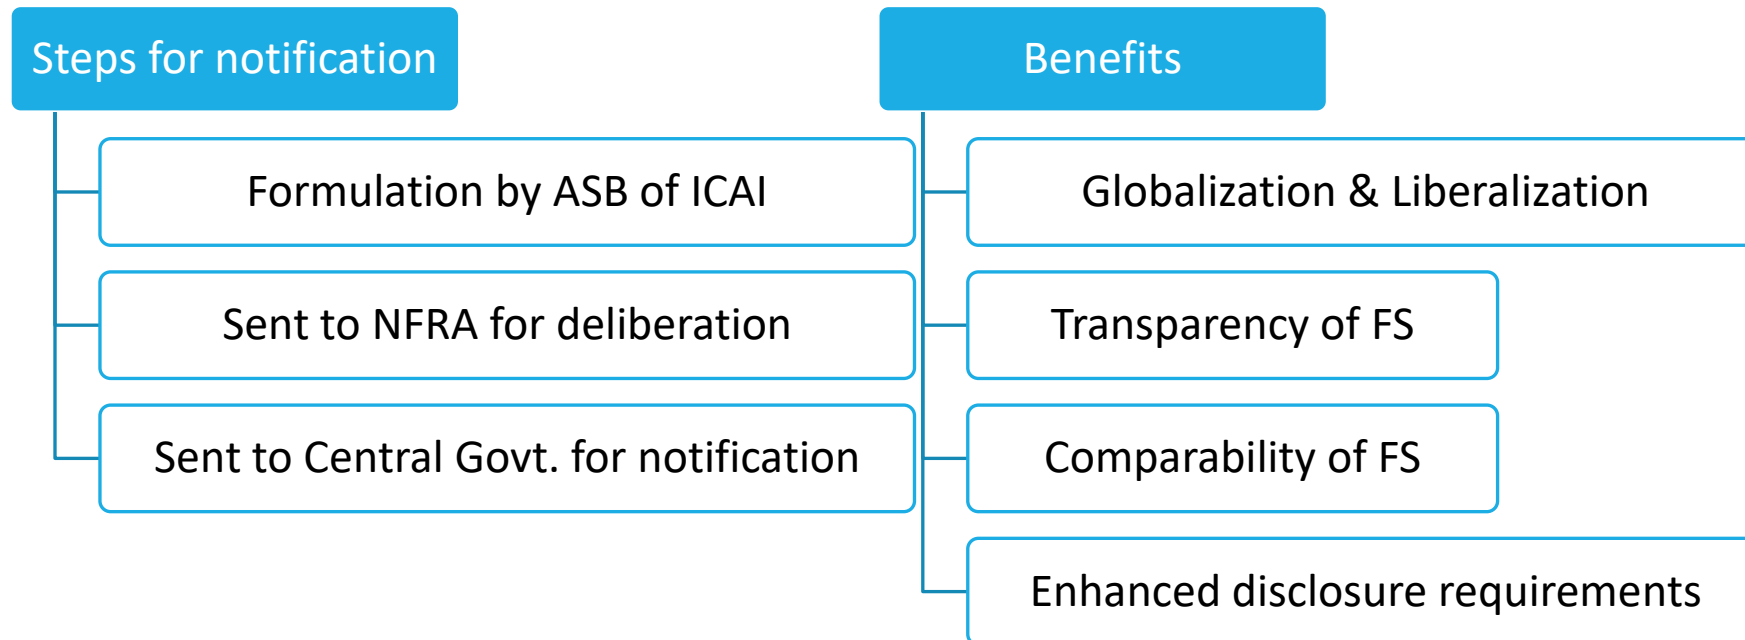 Steps for notification
Formulation by ASB of ICAI
Sent to NFRA for deliberation
Sent to Central Govt. for notification
Benefits
Globalization & Liberalization
Transparency of FS
Comparability of FS
Enhanced disclosure requirements